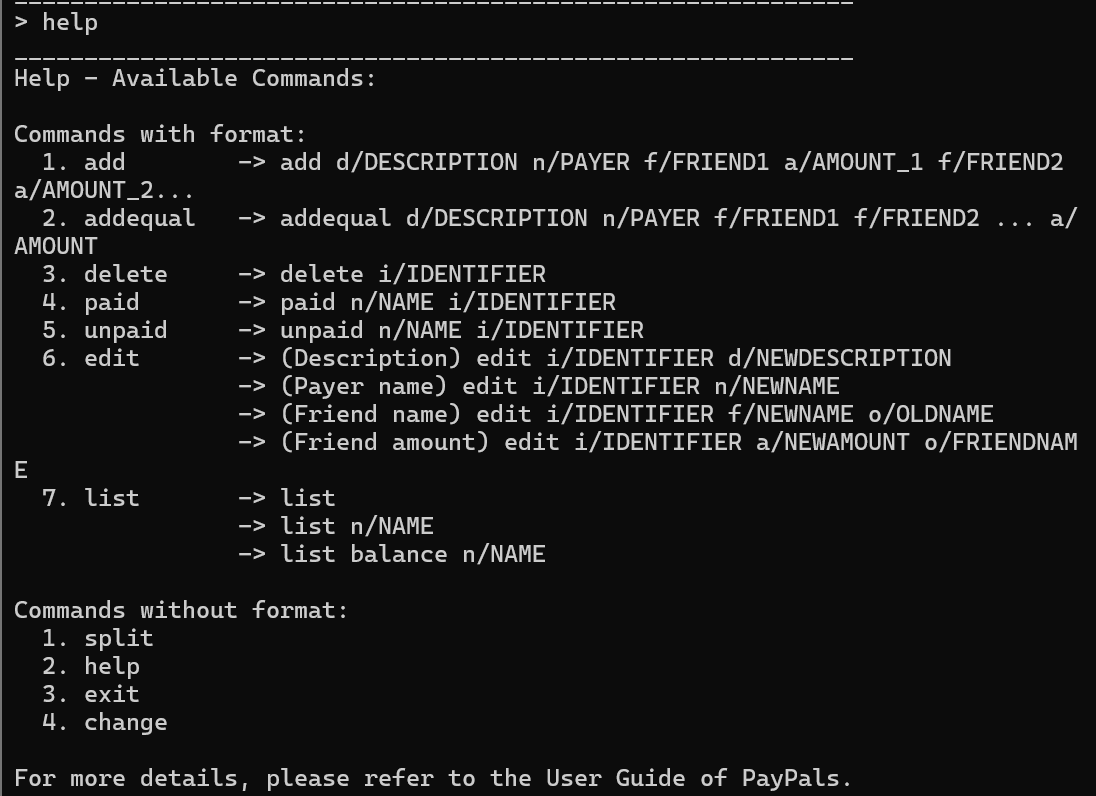 ____________________________________________________________
> help
____________________________________________________________
Help - Available Commands:

Commands with format:
  1. add        -> add d/DESCRIPTION n/PAYER f/FRIEND1 a/AMOUNT_1 f/FRIEND2
a/AMOUNT_2...
  2. addequal   -> addequal d/DESCRIPTION n/PAYER f/FRIEND1 f/FRIEND2 ... a/
AMOUNT
  3. delete     -> delete i/IDENTIFIER
  4. paid       -> paid n/NAME i/IDENTIFIER
  5. unpaid     -> unpaid n/NAME i/IDENTIFIER
  6. edit       -> (Description) edit i/IDENTIFIER d/NEWDESCRIPTION
                -> (Payer name) edit i/IDENTIFIER n/NEWNAME
                -> (Friend name) edit i/IDENTIFIER f/NEWNAME o/OLDNAME
                -> (Friend amount) edit i/IDENTIFIER a/NEWAMOUNT o/FRIENDNAM
E
  7. list       -> list
                -> list n/NAME
                -> list balance n/NAME

Commands without format:
  1. split
  2. help
  3. exit
  4. change

For more details, please refer to the User Guide of PayPals.